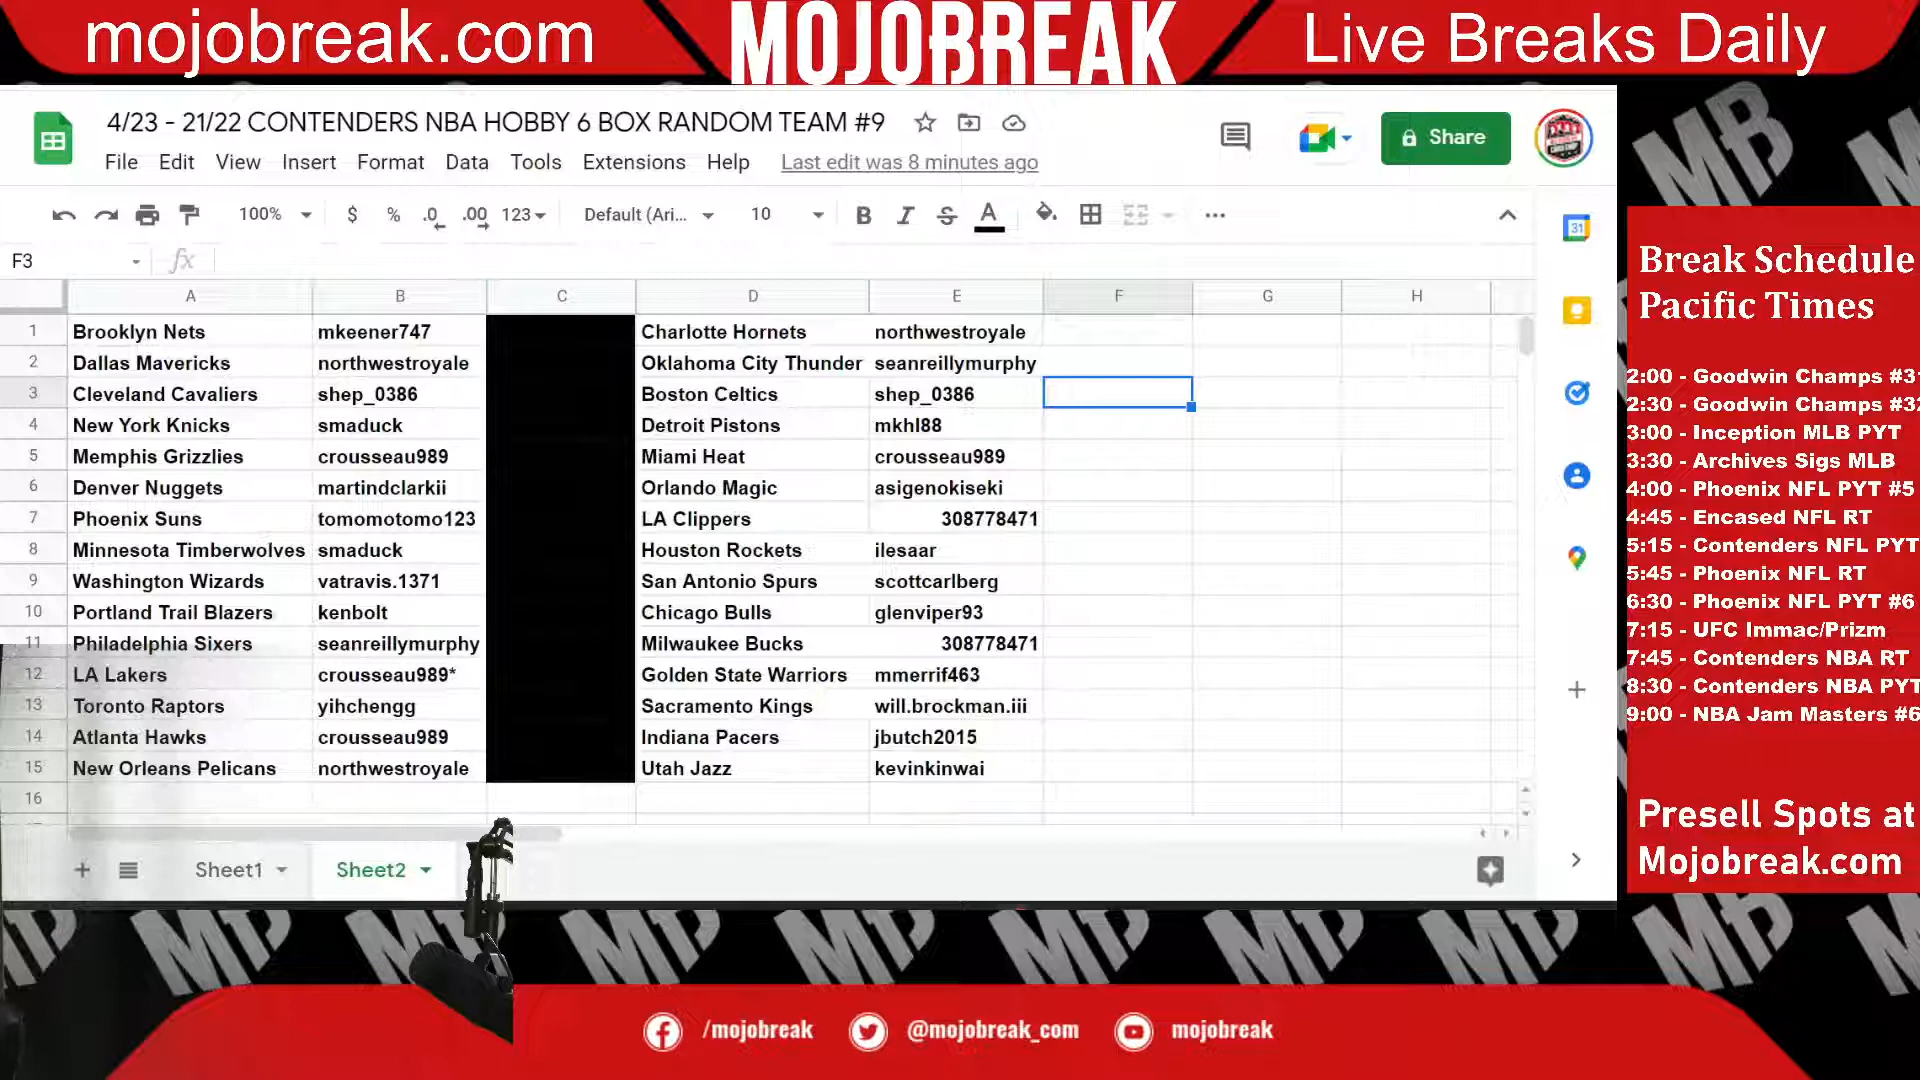 mojobreak.com
MOJOBREAK
Live Breaks Daily
4/23 - 21/22 CONTENDERS NBA HOBBY 6 BOX RANDOM TEAM #9
Share
File Edit View Insert Format Data Tools Extensions Help Last edit was 8 minutes ago
100% $ % .0 .00 123 Default (Ari... 10 B I S A
F3 fx
A B C D E F G H
1 Brooklyn Nets mkeener747 Charlotte Hornets northwestroyale
2 Dallas Mavericks northwestroyale Oklahoma City Thunder seanreillymurphy
3 Cleveland Cavaliers shep_0386 Boston Celtics shep_0386
4 New York Knicks smaduck Detroit Pistons mkhl88
5 Memphis Grizzlies crousseau989 Miami Heat crousseau989
6 Denver Nuggets martindclarkii Orlando Magic asigenokiseki
7 Phoenix Suns tomomotomo123 LA Clippers 308778471
8 Minnesota Timberwolves smaduck Houston Rockets ilesaar
9 Washington Wizards vatravis.1371 San Antonio Spurs scottcarlberg
10 Portland Trail Blazers kenbolt Chicago Bulls glenviper93
11 Philadelphia Sixers seanreillymurphy Milwaukee Bucks 308778471
12 LA Lakers crousseau989* Golden State Warriors mmerrif463
13 Toronto Raptors yihchengg Sacramento Kings will.brockman.iii
14 Atlanta Hawks crousseau989 Indiana Pacers jbutch2015
15 New Orleans Pelicans northwestroyale Utah Jazz kevinkinwai
16
Sheet1 Sheet2
31
Break Schedule
Pacific Times
2:00 - Goodwin Champs #31
2:30 - Goodwin Champs #32
3:00 - Inception MLB PYT
3:30 - Archives Sigs MLB
4:00 - Phoenix NFL PYT #5
4:45 - Encased NFL RT
5:15 - Contenders NFL PYT
5:45 - Phoenix NFL RT
6:30 - Phoenix NFL PYT #6
7:15 - UFC Immac/Prizm
7:45 - Contenders NBA RT
8:30 - Contenders NBA PYT
9:00 - NBA Jam Masters #6
Presell Spots at
Mojobreak.com
/mojobreak @mojobreak_com mojobreak